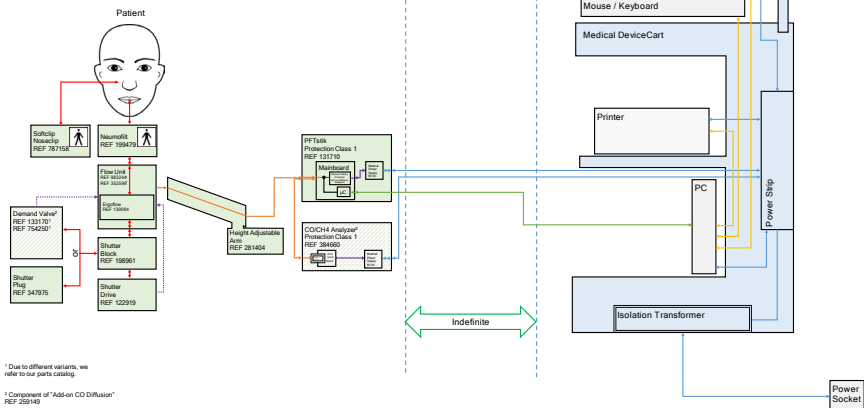 Patient
Mouse / Keyboard
Medical DeviceCart
Softclip
Noseclip
REF 787158
Neumofilt
REF 199479
PFTstik
Protection Class 1
REF 131710
Mainboard
µC
Printer
Flow Unit
Ergoflow
Demand Valve²
REF 133170¹
REF 754250¹
or
Shutter
Block
REF 198961
Shutter
Plug
REF 347975
Shutter
Drive
REF 122919
Height Adjustable
Arm
REF 281404
CO/CH4 Analyzer²
Protection Class 1
REF 384660
PC
Power Strip
Indefinite
Isolation Transformer
Power
Socket
¹ Due to different variants, we
refer to our parts catalog.
² Component of "Add-on CO Diffusion"
REF 259149